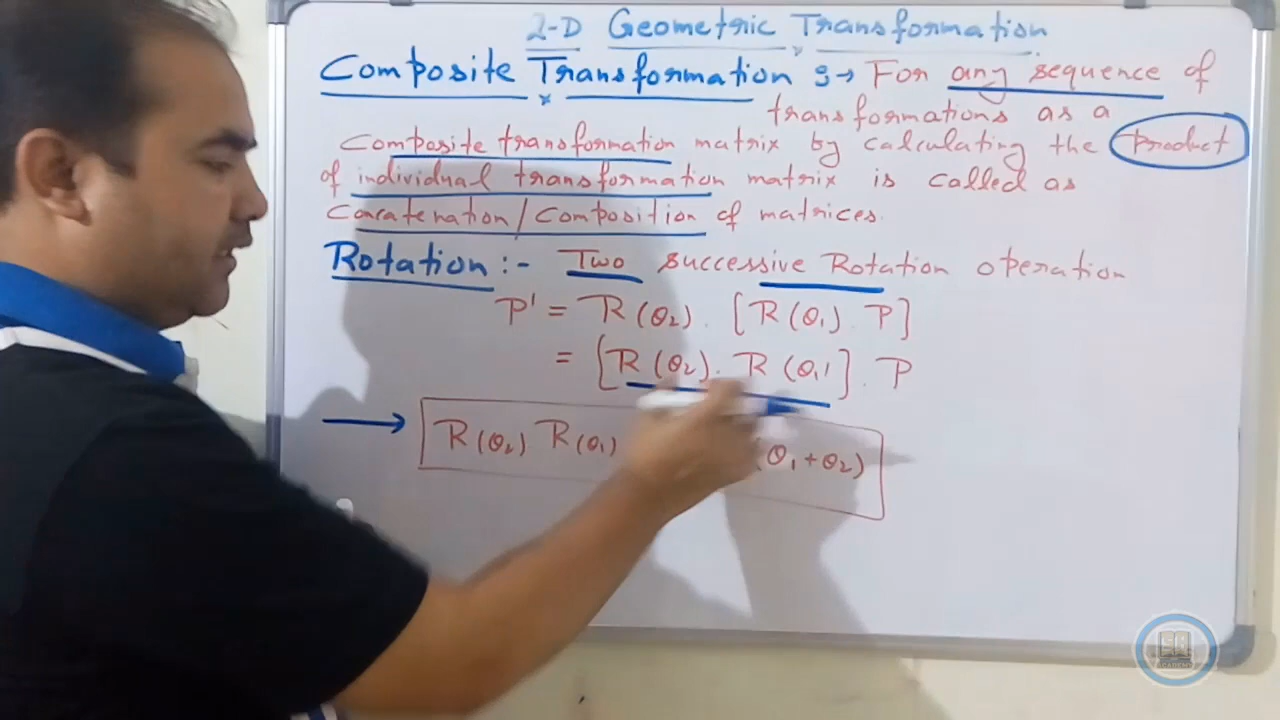 2-D Geometric Transformation
Composite Transformation :→ For any sequence of
transformations as a
Composite transformation matrix by calculating the Product
of individual transformation matrix is called as
Concatenation/Composition of matrices.
Rotation :- Two successive Rotation operation
P' = R(θ₂). [R(θ₁). P]
= [R(θ₂). R(θ₁)]. P
→ R(θ₂) R(θ₁) (θ₁+θ₂)
ACADEMY